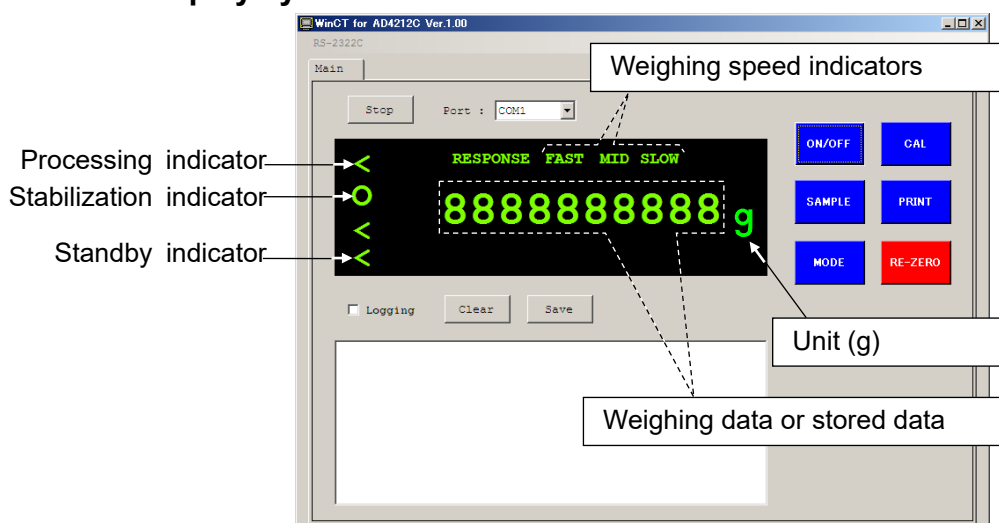 WinCT for AD4212C Ver.1.00
RS-2322C
Main
Weighing speed indicators
Stop Port : COM1
ON/OFF CAL
Processing indicator <
RESPONSE FAST MID SLOW
Stabilization indicator O
8888888888 g
SAMPLE PRINT
<
Standby indicator <
MODE RE-ZERO
Logging Clear Save
Unit (g)
Weighing data or stored data